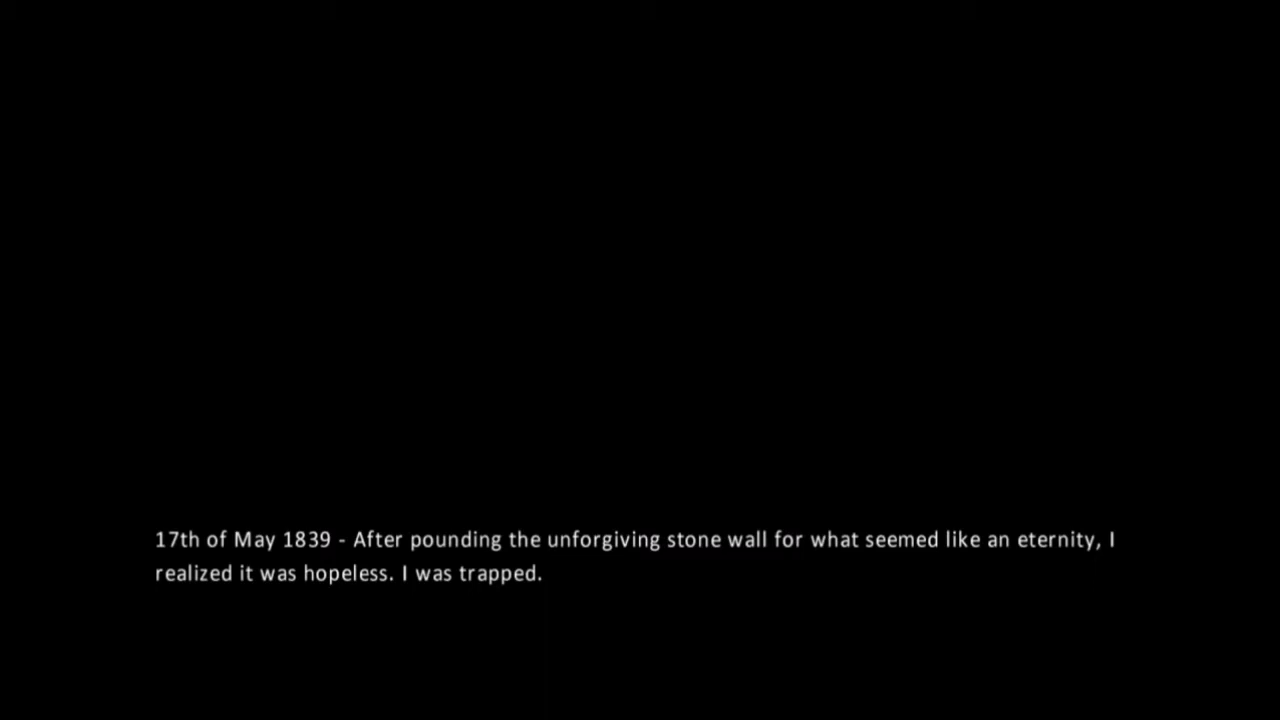 17th of May 1839 - After pounding the unforgiving stone wall for what seemed like an eternity, I
realized it was hopeless. I was trapped.